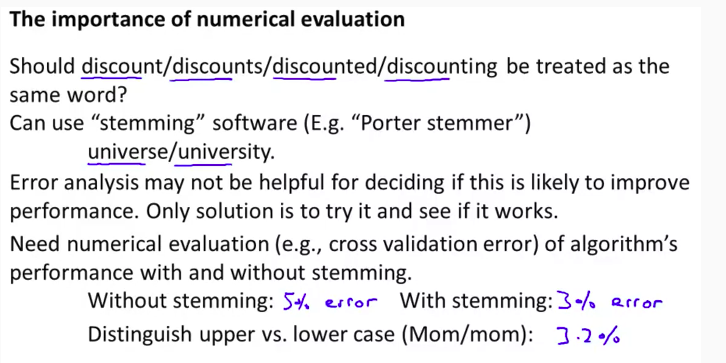 The importance of numerical evaluation
Should discount/discounts/discounted/discounting be treated as the
same word?
Can use “stemming” software (E.g. “Porter stemmer”)
universe/university.
Error analysis may not be helpful for deciding if this is likely to improve
performance. Only solution is to try it and see if it works.
Need numerical evaluation (e.g., cross validation error) of algorithm’s
performance with and without stemming.
Without stemming: 5% error With stemming: 3% error
Distinguish upper vs. lower case (Mom/mom): 3.2%